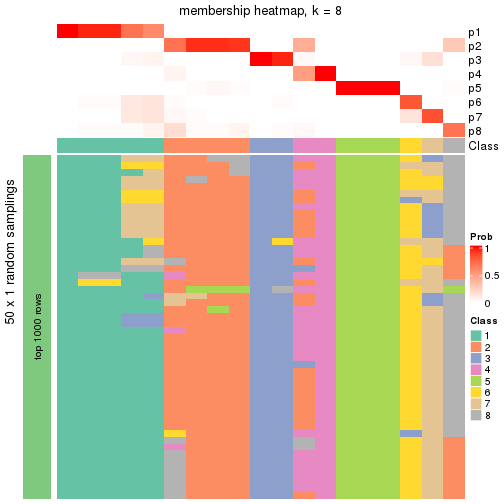 membership heatmap, k = 8
p1
p2
p3
p4
p5
p6
p7
p8
Class
50 x 1 random samplings
top 1000 rows
Prob
1
0.5
0
Class
1
2
3
4
5
6
7
8